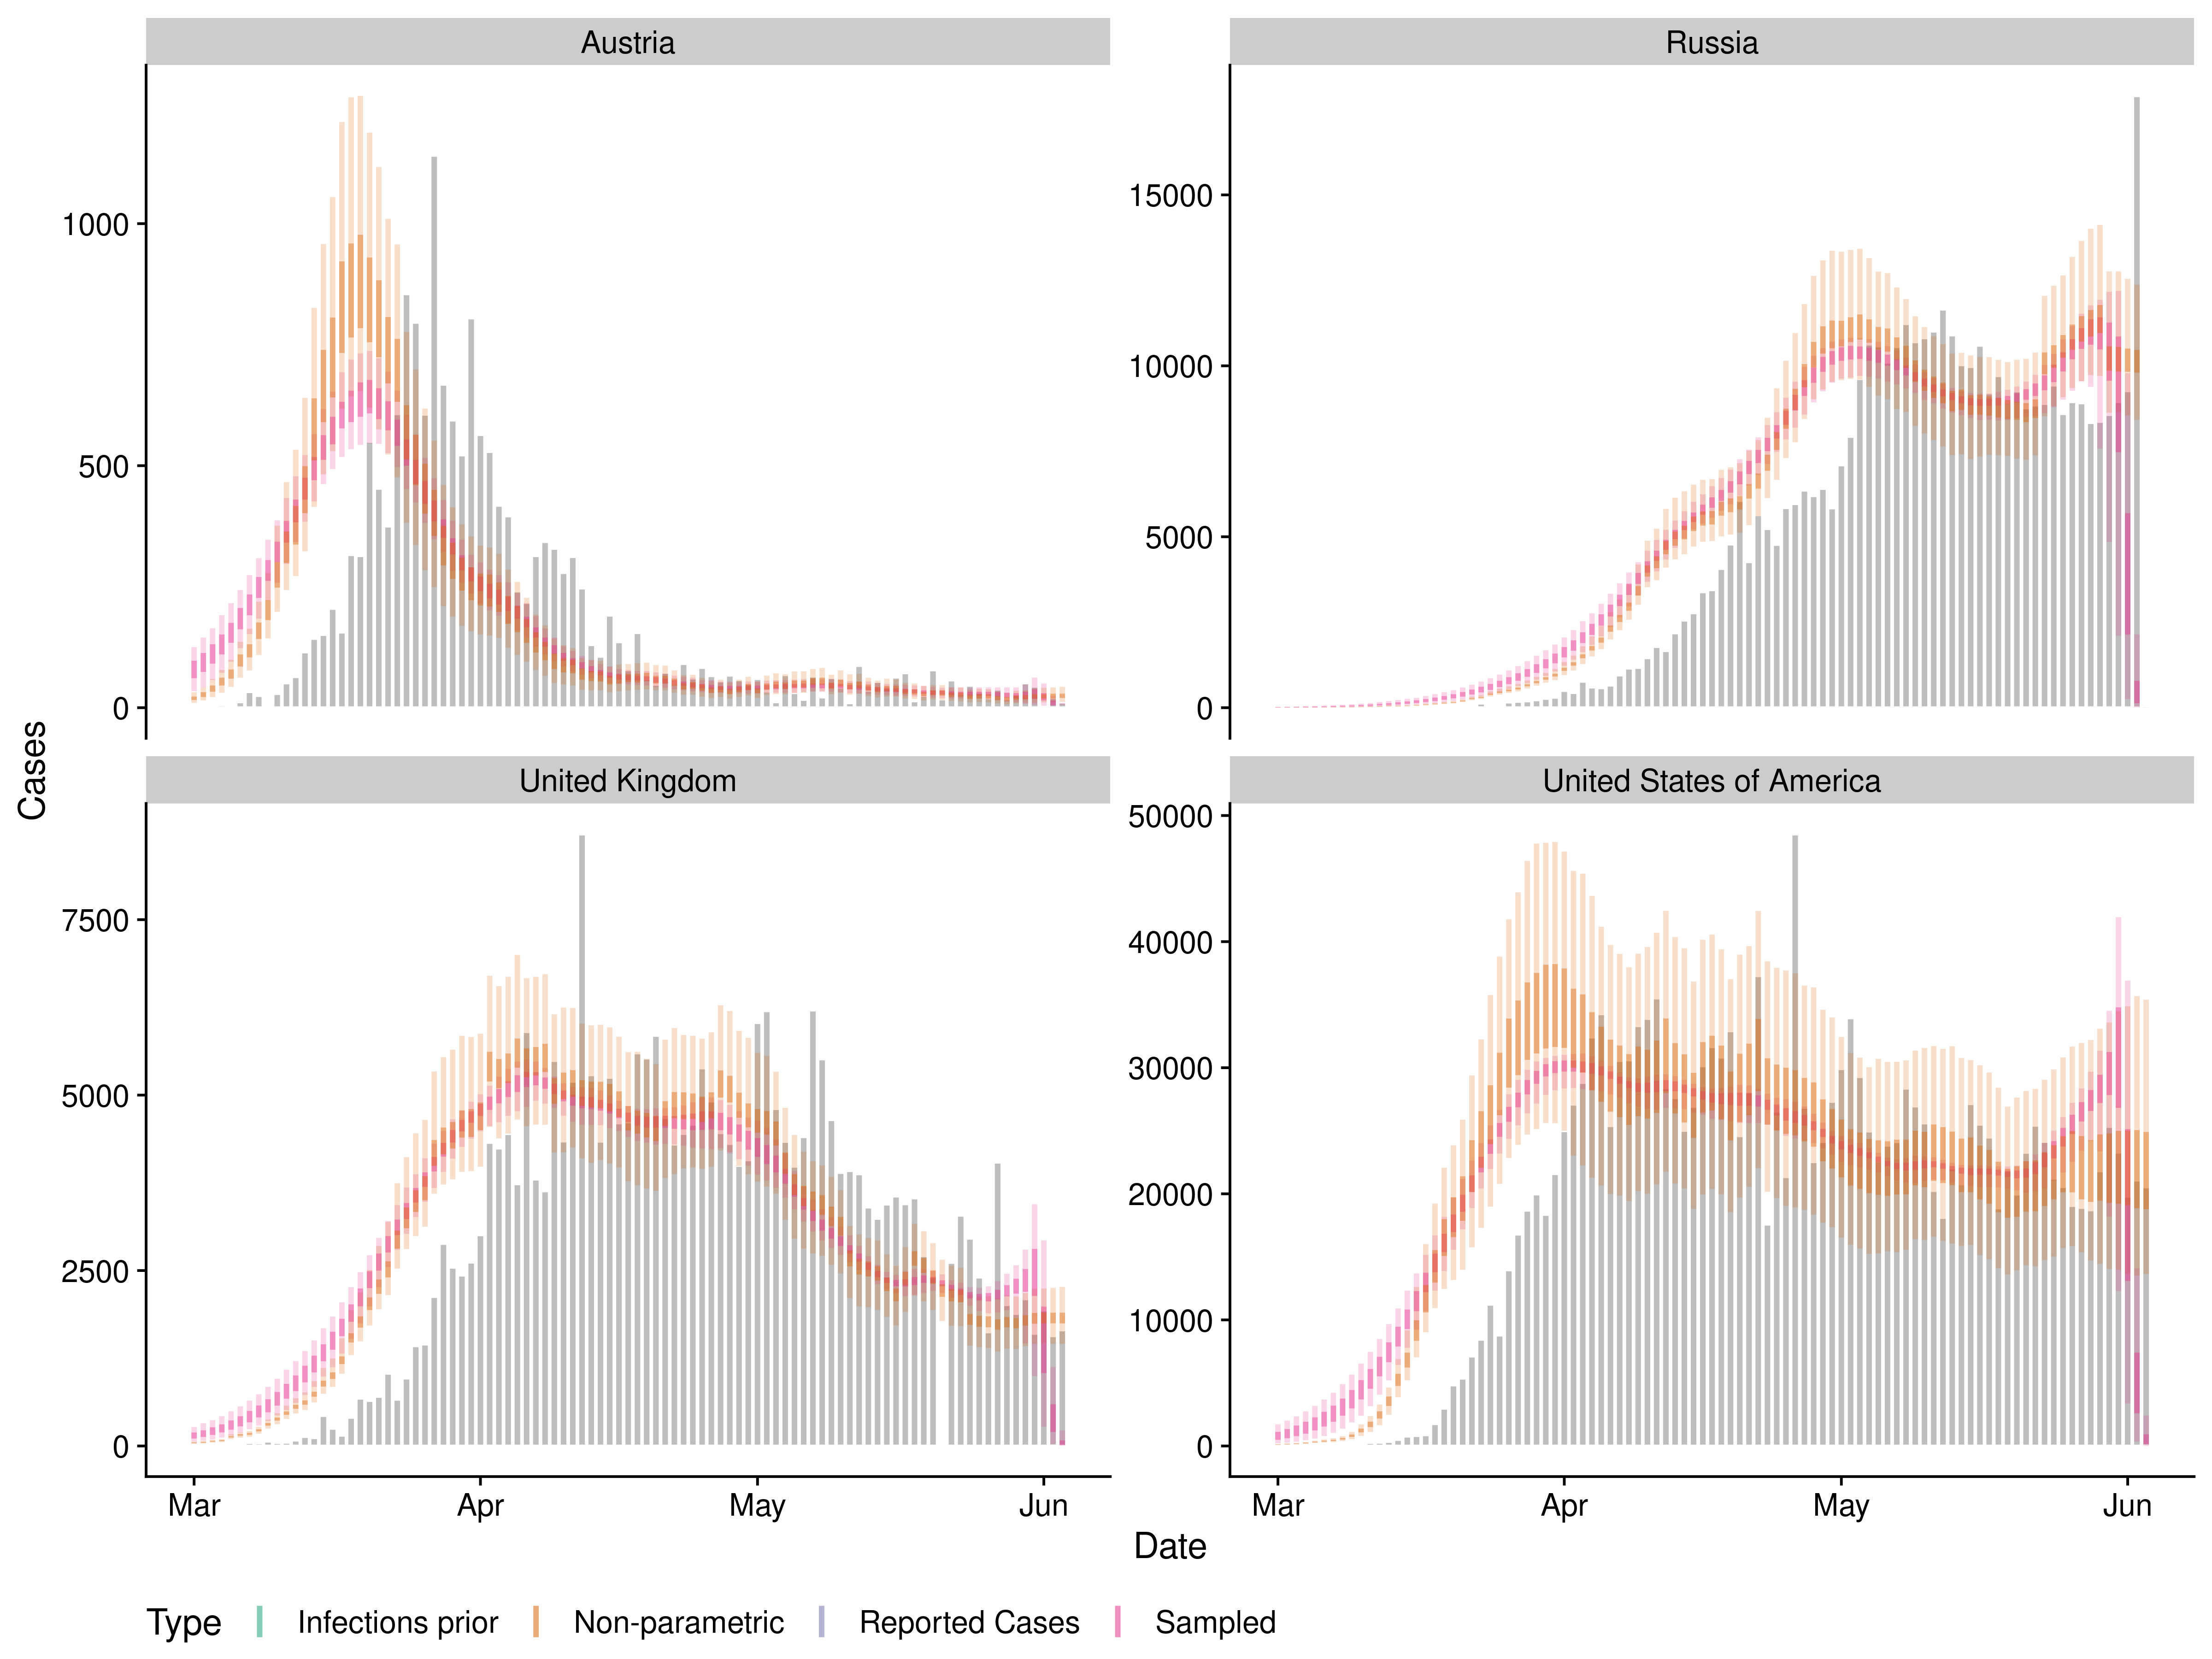 Austria
Russia
1000
500
0
15000
10000
5000
0
Cases
United Kingdom
United States of America
7500
5000
2500
0
50000
40000
30000
20000
10000
0
Mar Apr May Jun
Mar Apr May Jun
Date
Type Infections prior Non-parametric Reported Cases Sampled